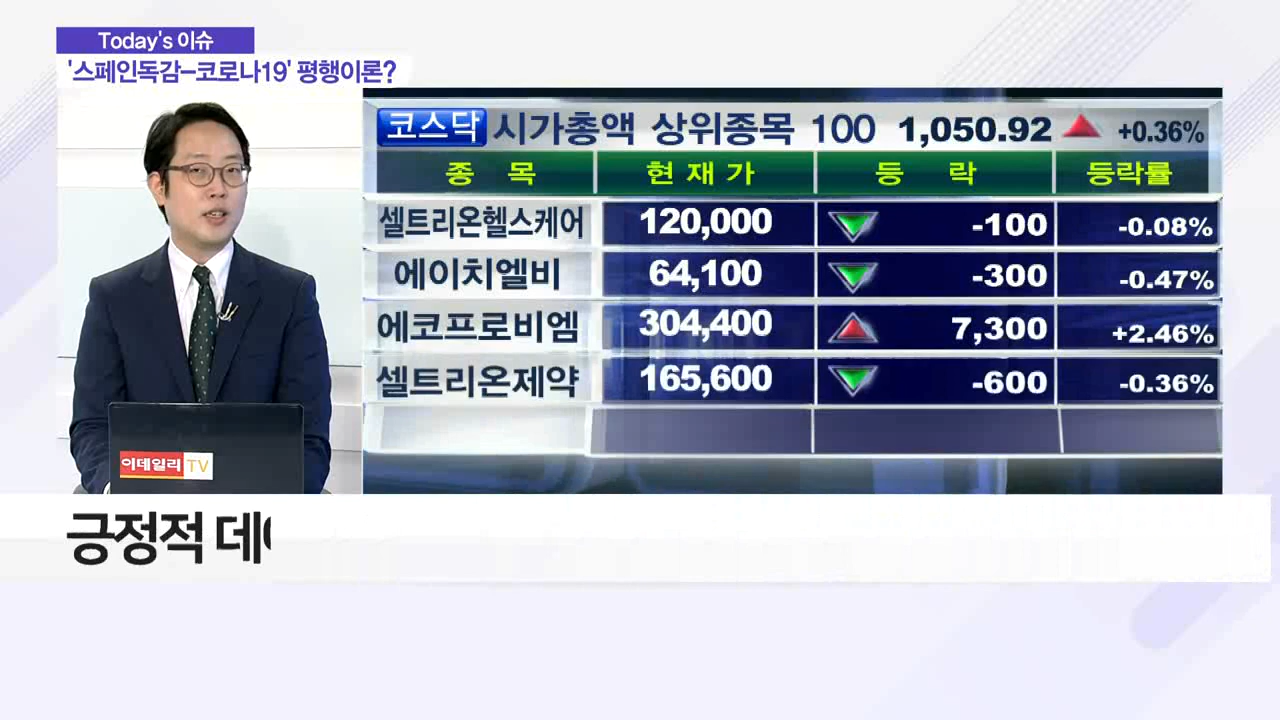 Today's 이슈
'스페인독감-코로나19' 평행이론?
코스닥 시가총액 상위종목 100 1,050.92 +0.36%
종 목 현 재 가 등 락 등락률
셀트리온헬스케어 120,000 -100 -0.08%
에이치엘비 64,100 -300 -0.47%
에코프로비엠 304,400 7,300 +2.46%
셀트리온제약 165,600 -600 -0.36%
이데일리 TV
긍정적